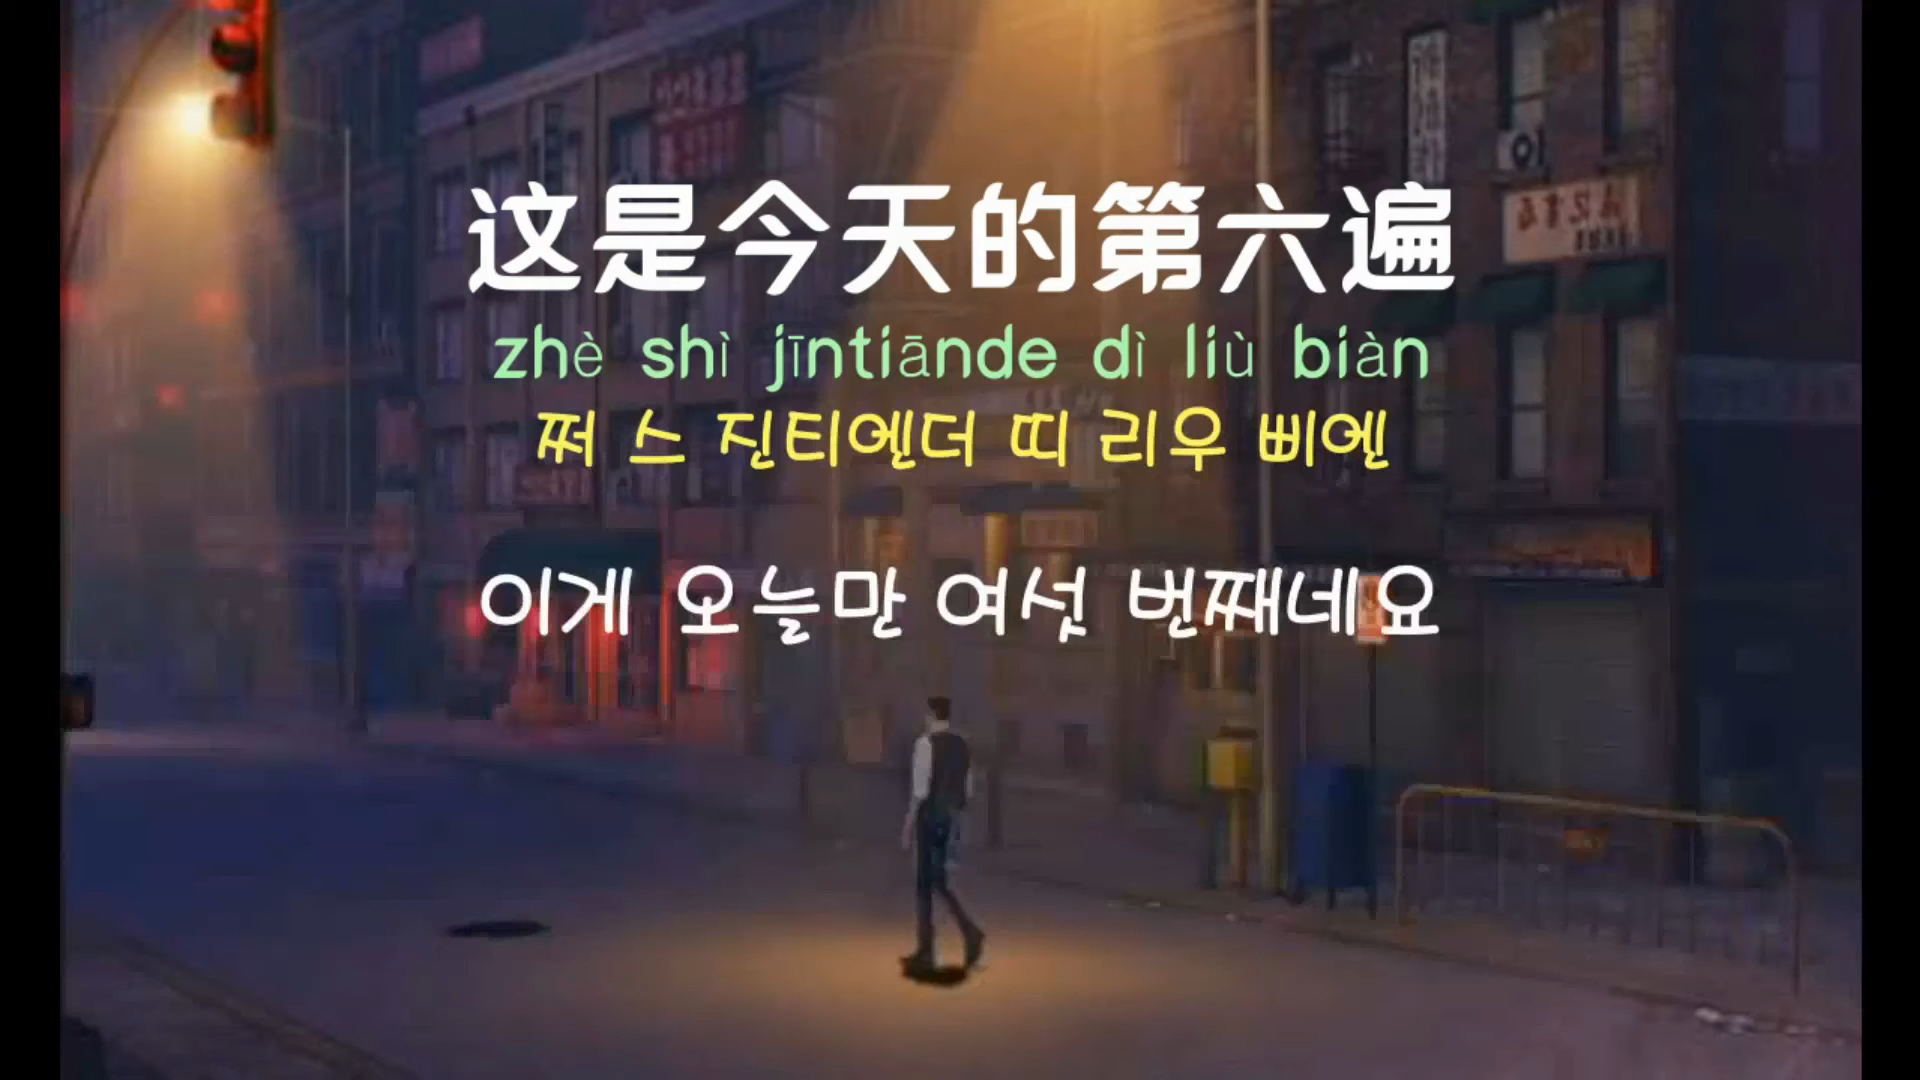 这是今天的第六遍
zhè shì jīntiānde dì liù biàn
쩌 스 진티엔더 띠 리우 삐엔
이게 오늘만 여섯 번째네요